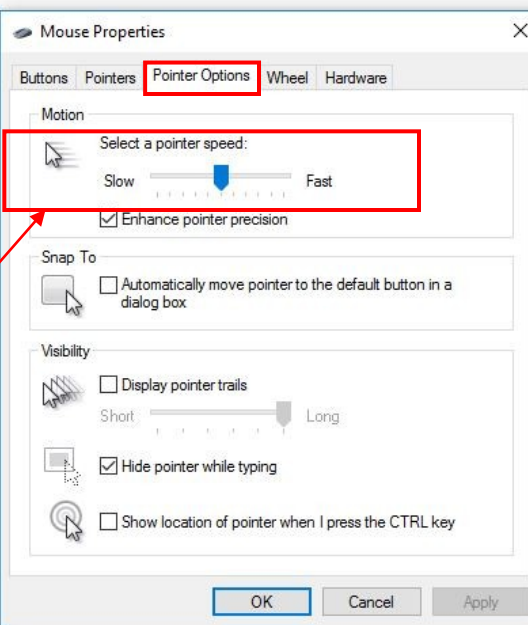 Mouse Properties
Buttons Pointers Pointer Options Wheel Hardware
Motion
Select a pointer speed:
Slow Fast
Enhance pointer precision
Snap To
Automatically move pointer to the default button in a
dialog box
Visibility
Display pointer trails
Short Long
Hide pointer while typing
Show location of pointer when I press the CTRL key
OK Cancel Apply